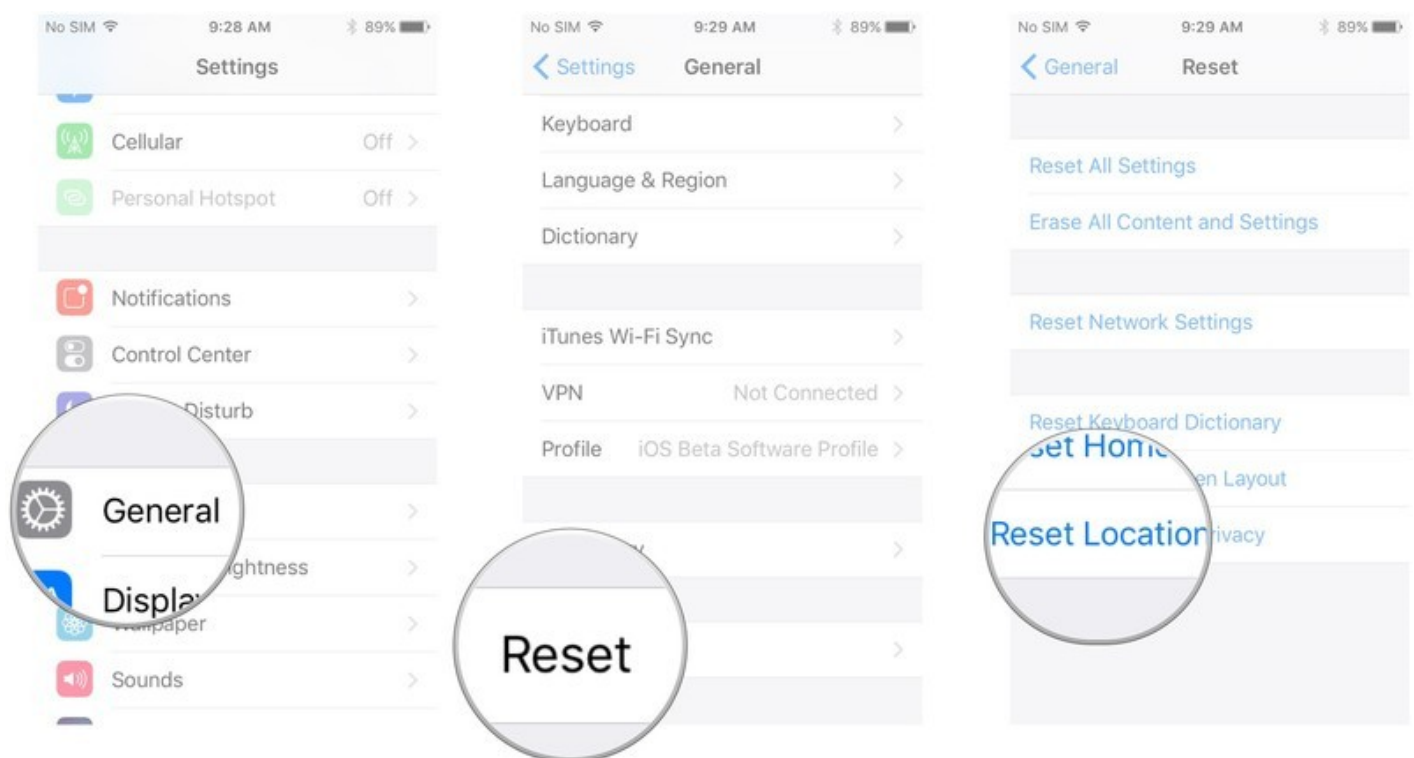 No SIM 9:28 AM 89%
Settings
Cellular Off
Personal Hotspot Off
Notifications
Control Center
Disturb
General
Display
Wallpaper
Sounds
No SIM 9:29 AM 89%
Settings General
Keyboard
Language & Region
Dictionary
iTunes Wi-Fi Sync
VPN Not Connected
Profile iOS Beta Software Profile
Reset
No SIM 9:29 AM 89%
General Reset
Reset All Settings
Erase All Content and Settings
Reset Network Settings
Reset Keyboard Dictionary
set Home
en Layout
Reset Location
rivacy